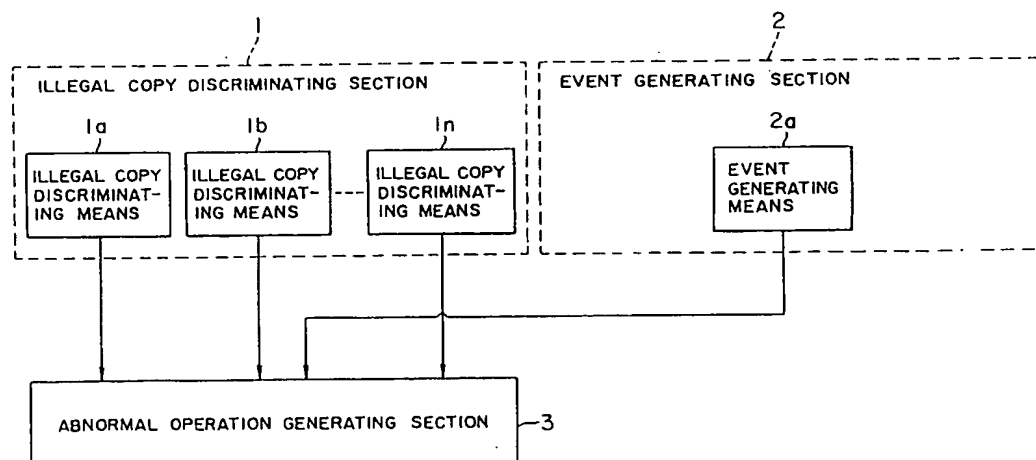 1
2
ILLEGAL COPY DISCRIMINATING SECTION
EVENT GENERATING SECTION
1a
1b
1n
2a
ILLEGAL COPY
DISCRIMINAT-
ING MEANS
ILLEGAL COPY
DISCRIMINAT-
ING MEANS
ILLEGAL COPY
DISCRIMINAT-
ING MEANS
EVENT
GENERATING
MEANS
ABNORMAL OPERATION GENERATING SECTION
3